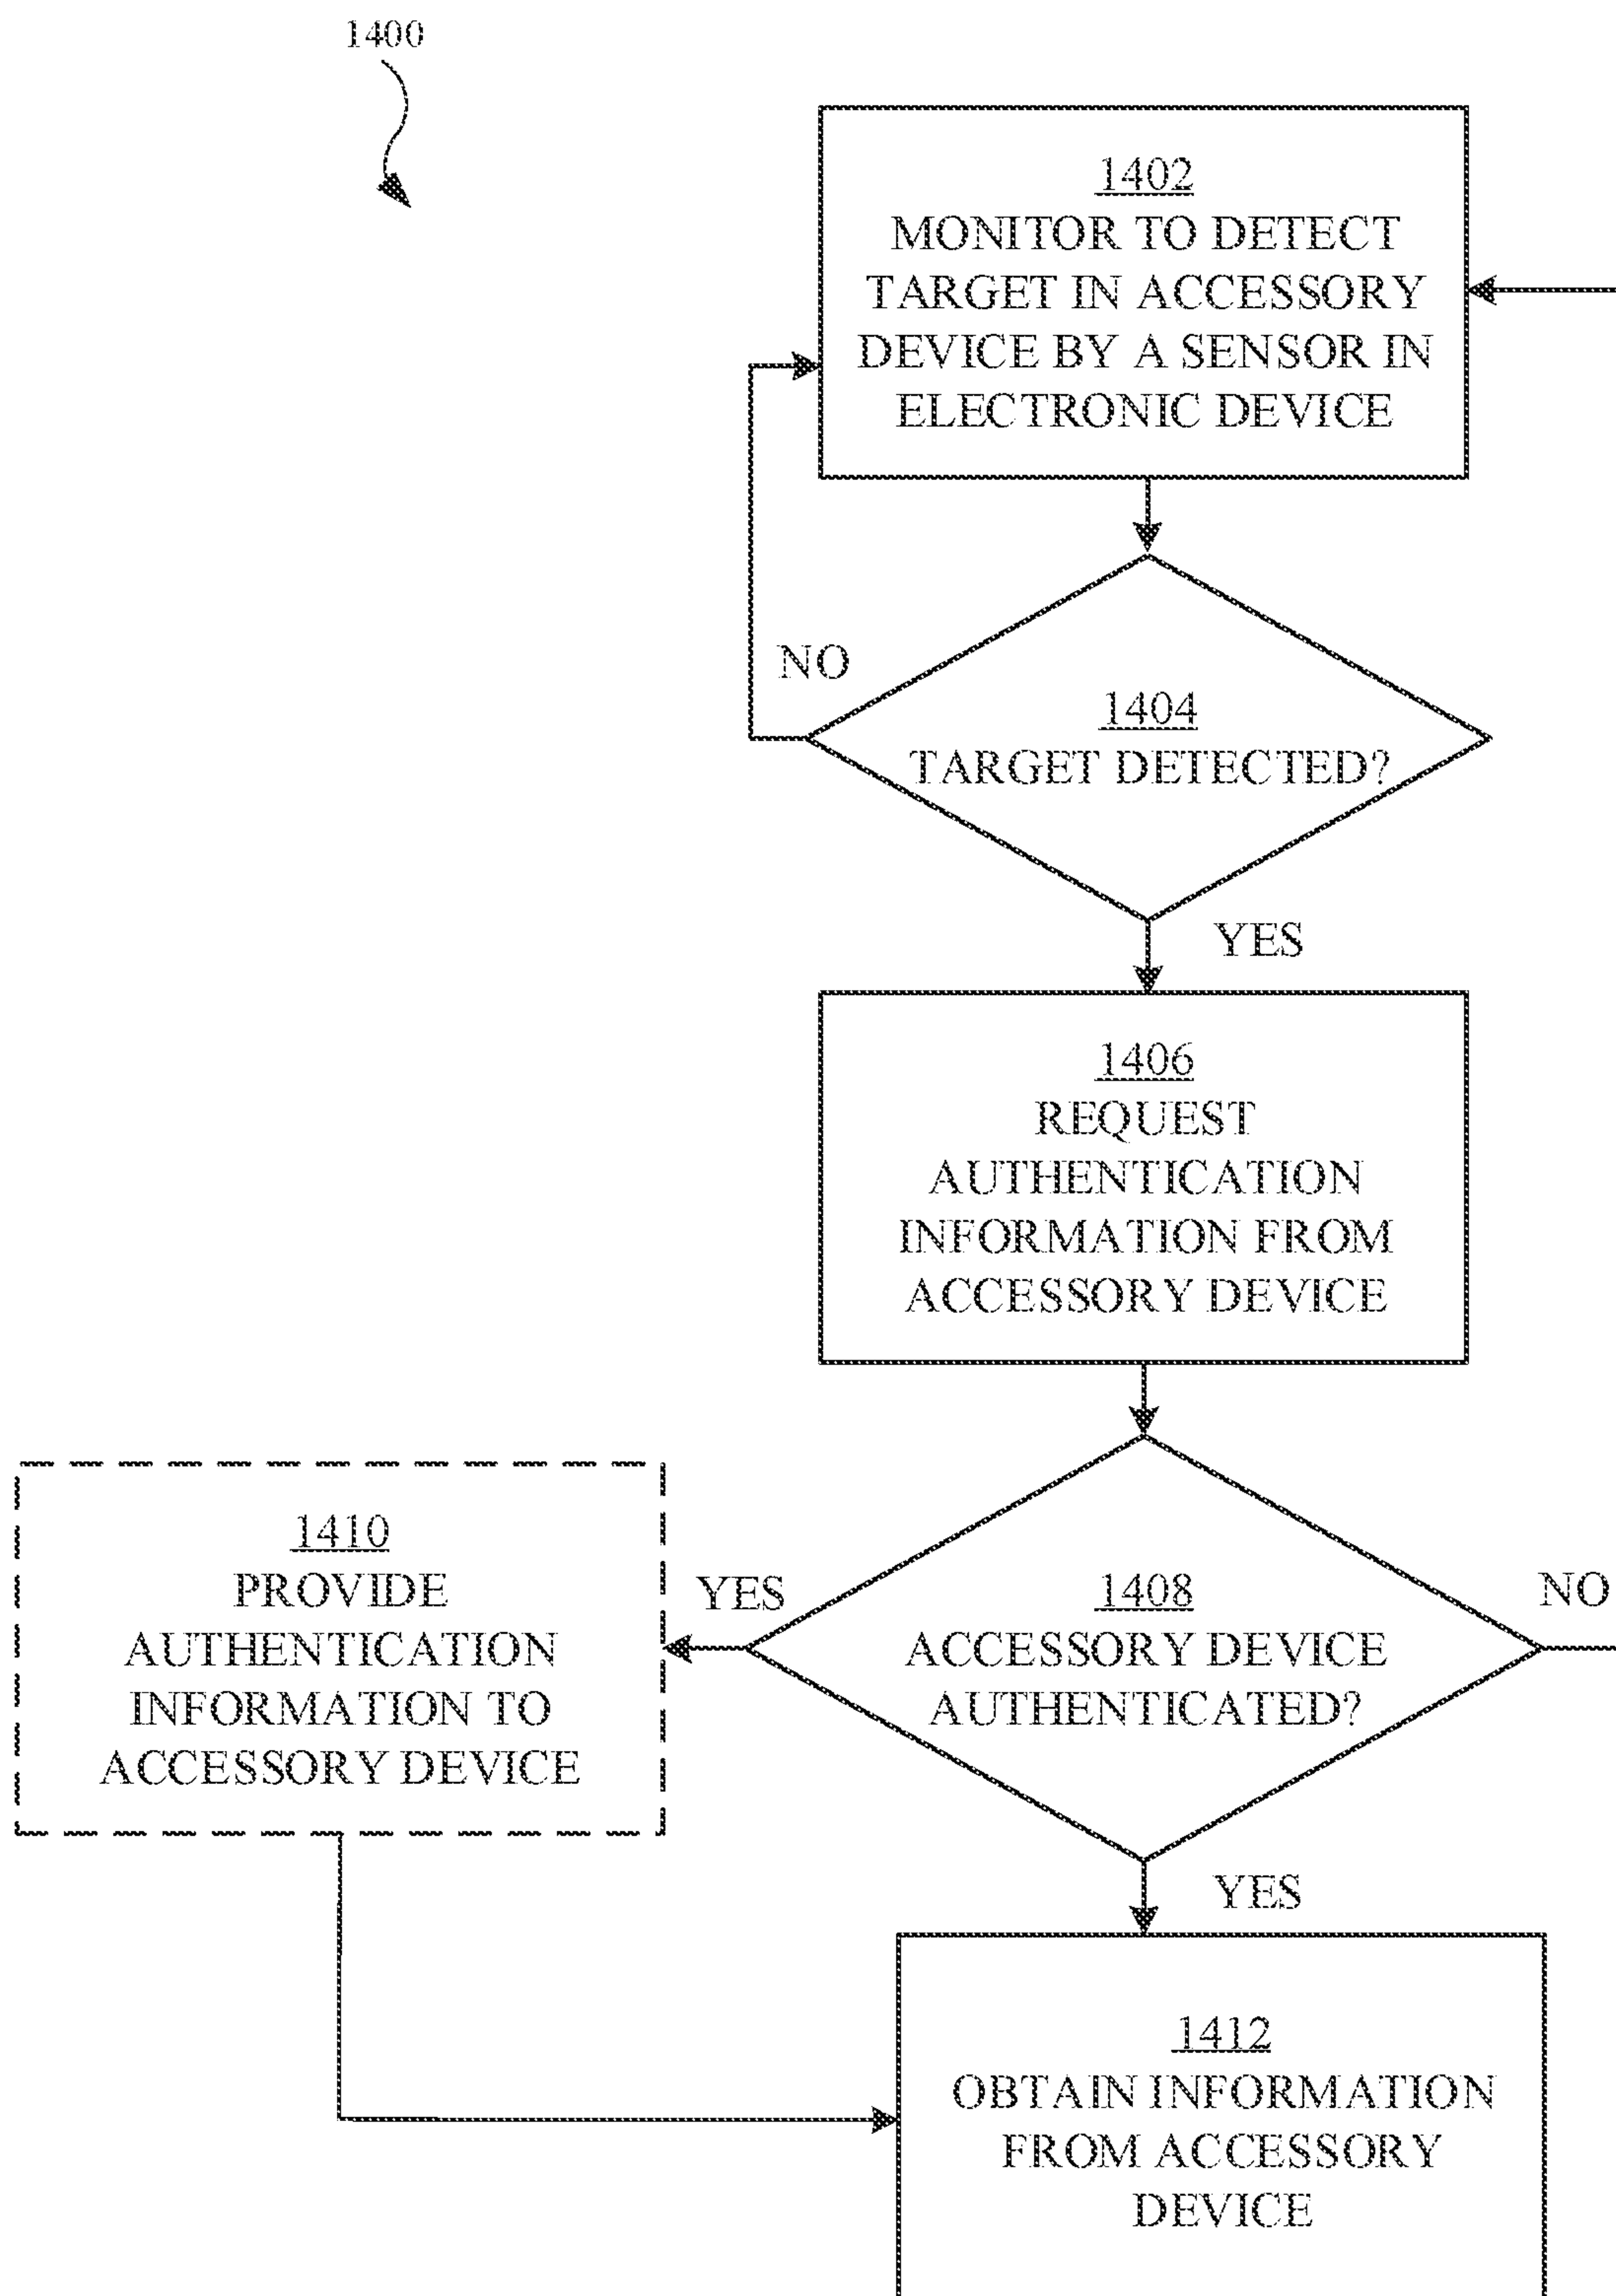 1400
1402
MONITOR TO DETECT
TARGET IN ACCESSORY
DEVICE BY A SENSOR IN
ELECTRONIC DEVICE
NO
1404
TARGET DETECTED?
YES
1406
REQUEST
AUTHENTICATION
INFORMATION FROM
ACCESSORY DEVICE
1410
PROVIDE
AUTHENTICATION
INFORMATION TO
ACCESSORY DEVICE
YES
1408
ACCESSORY DEVICE
AUTHENTICATED?
NO
YES
1412
OBTAIN INFORMATION
FROM ACCESSORY
DEVICE